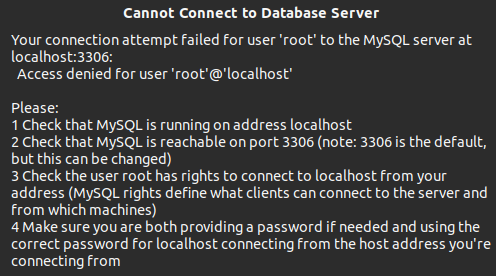 Cannot Connect to Database Server
Your connection attempt failed for user 'root' to the MySQL server at
localhost:3306:
Access denied for user 'root'@'localhost'
Please:
1 Check that MySQL is running on address localhost
2 Check that MySQL is reachable on port 3306 (note: 3306 is the default,
but this can be changed)
3 Check the user root has rights to connect to localhost from your
address (MySQL rights define what clients can connect to the server and
from which machines)
4 Make sure you are both providing a password if needed and using the
correct password for localhost connecting from the host address you're
connecting from